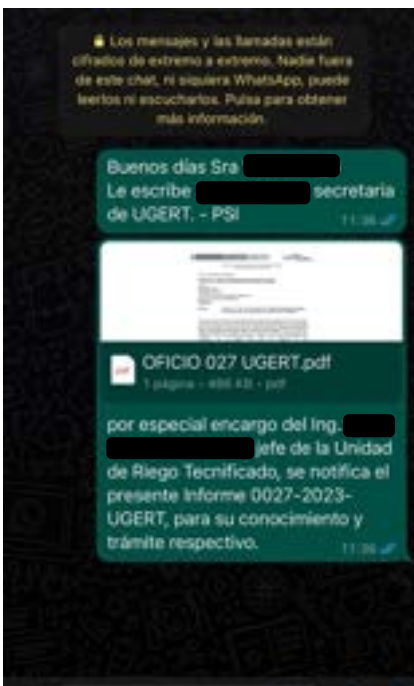 Los mensajes y las llamadas están
cifrados de extremo a extremo. Nadie fuera
de este chat, ni siquiera WhatsApp, puede
leerlos ni escucharlos. Pulsa para obtener
más información.
Buenos días Sra
Le escribe secretaria
de UGERT. - PSI
11:36
OFICIO 027 UGERT.pdf
1 página • 486 KB • pdf
por especial encargo del Ing.
jefe de la Unidad
de Riego Tecnificado, se notifica el
presente Informe 0027-2023-
UGERT, para su conocimiento y
trámite respectivo.
11:36